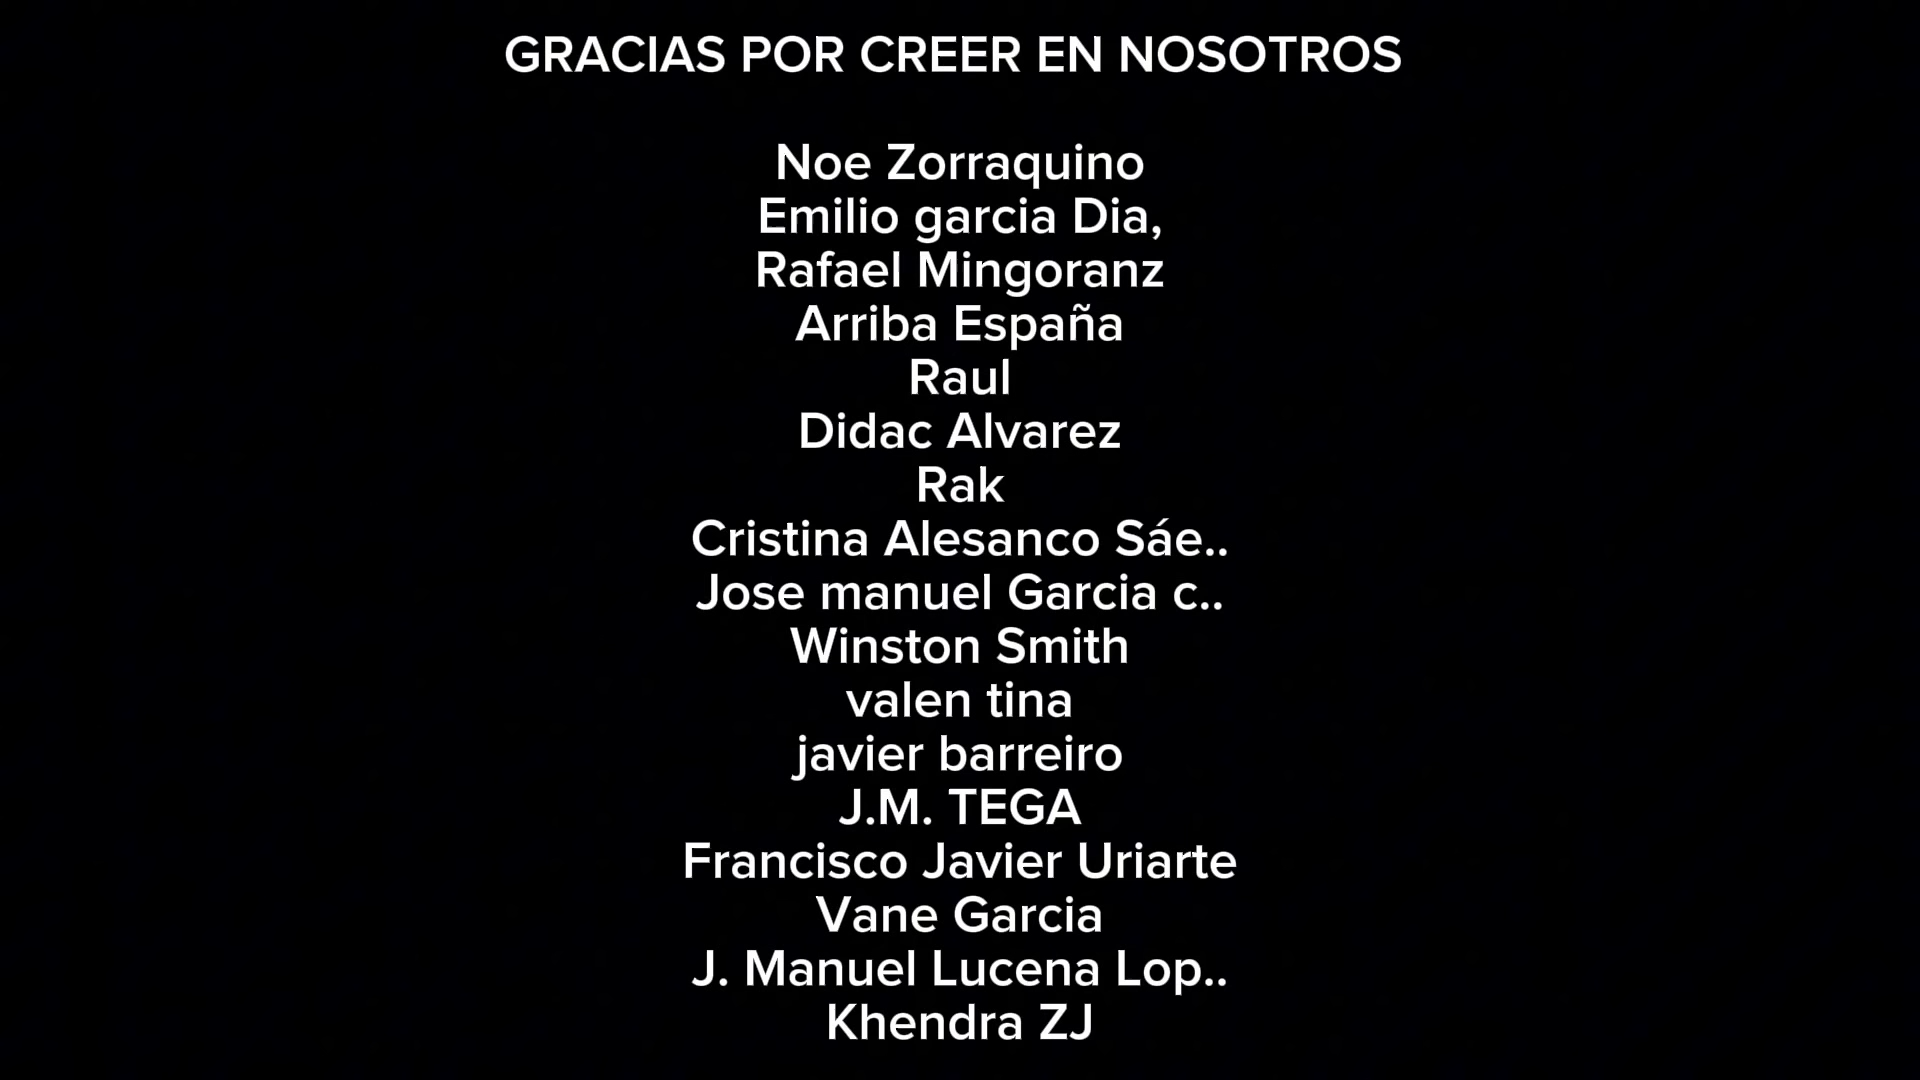 GRACIAS POR CREER EN NOSOTROS
Noe Zorraquino
Emilio garcia Dia,
Rafael Mingoranz
Arriba España
Raul
Didac Alvarez
Rak
Cristina Alesanco Sáe..
Jose manuel Garcia c..
Winston Smith
valen tina
javier barreiro
J.M. TEGA
Francisco Javier Uriarte
Vane Garcia
J. Manuel Lucena Lop..
Khendra ZJ